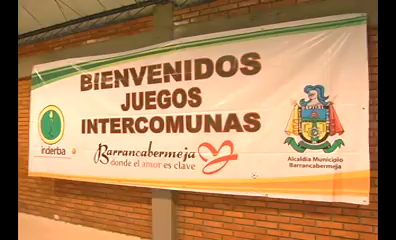 BIENVENIDOS
JUEGOS
INTERCOMUNAS
inderba
Barrancabermeja
donde el amor es clave
Alcaldía Municipio
Barrancabermeja